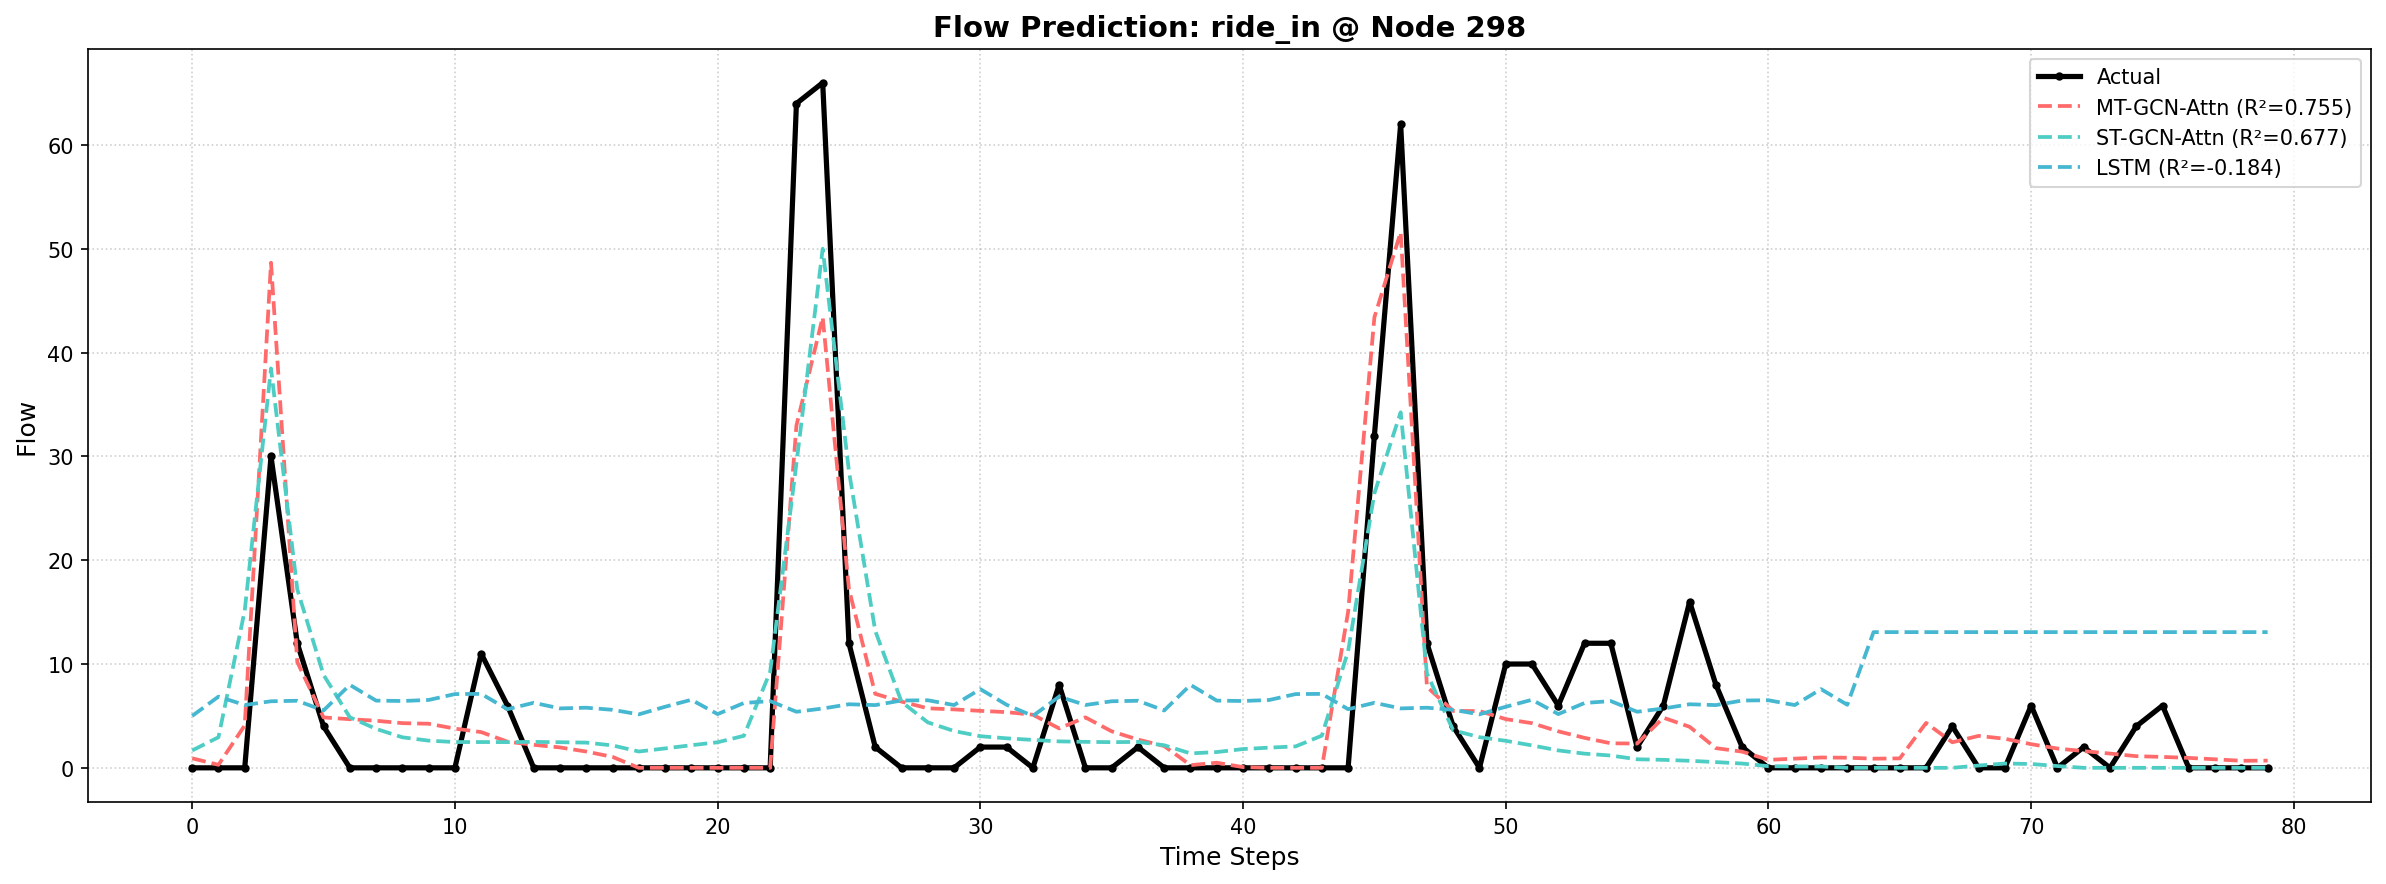 Flow Prediction: ride_in @ Node 298
Actual
MT-GCN-Attn (R²=0.755)
ST-GCN-Attn (R²=0.677)
LSTM (R²=-0.184)
Flow
60
50
40
30
20
10
0
0 10 20 30 40 50 60 70 80
Time Steps